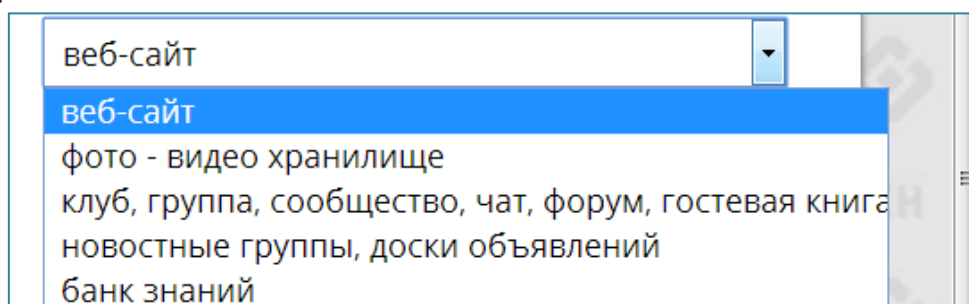 веб-сайт
веб-сайт
фото - видео хранилище
клуб, группа, сообщество, чат, форум, гостевая книга
новостные группы, доски объявлений
банк знаний